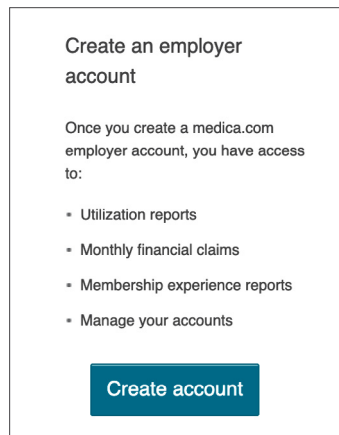 Create an employer
account
Once you create a medica.com
employer account, you have access
to:
Utilization reports
Monthly financial claims
Membership experience reports
Manage your accounts
Create account